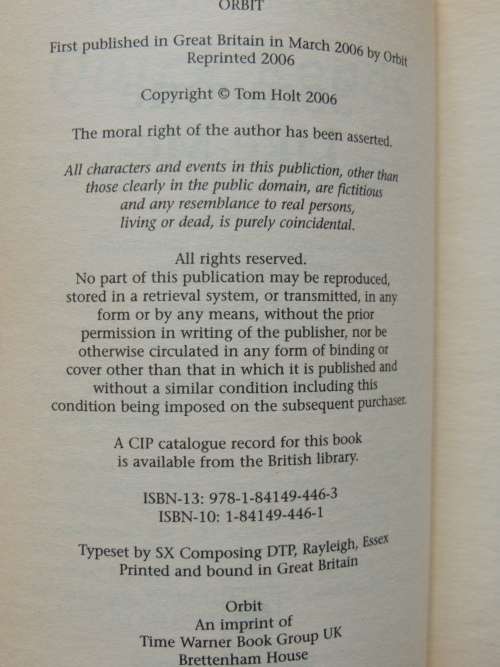 ORBIT
First published in Great Britain in March 2006 by Orbit
Reprinted 2006
Copyright © Tom Holt 2006
The moral right of the author has been asserted.
All characters and events in this publiction, other than
those clearly in the public domain, are fictitious
and any resemblance to real persons,
living or dead, is purely coincidental.
All rights reserved.
No part of this publication may be reproduced,
stored in a retrieval system, or transmitted, in any
form or by any means, without the prior
permission in writing of the publisher, nor be
otherwise circulated in any form of binding or
cover other than that in which it is published and
without a similar condition including this
condition being imposed on the subsequent purchaser.
A CIP catalogue record for this book
is available from the British library.
ISBN-13: 978-1-84149-446-3
ISBN-10: 1-84149-446-1
Typeset by SX Composing DTP, Rayleigh, Essex
Printed and bound in Great Britain
Orbit
An imprint of
Time Warner Book Group UK
Brettenham House